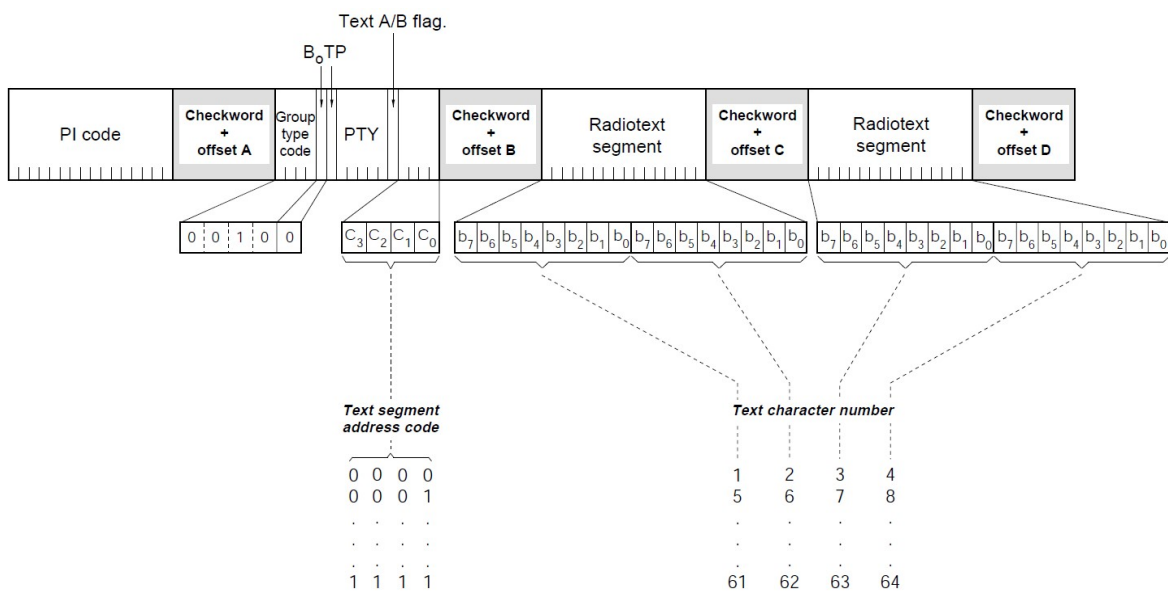 Text A/B flag.
B₀TP
PI code
Checkword
+
offset A
Group
type
code
PTY
Checkword
+
offset B
Radiotext
segment
Checkword
+
offset C
Radiotext
segment
Checkword
+
offset D
0 0 1 0 0
C₃ C₂ C₁ C₀
b₇ b₆ b₅ b₄ b₃ b₂ b₁ b₀ b₇ b₆ b₅ b₄ b₃ b₂ b₁ b₀
b₇ b₆ b₅ b₄ b₃ b₂ b₁ b₀ b₇ b₆ b₅ b₄ b₃ b₂ b₁ b₀
Text segment
address code
Text character number
0 0 0 0 1 2 3 4
0 0 0 1 5 6 7 8
. . . . . . . .
. . . . . . . .
1 1 1 1 61 62 63 64